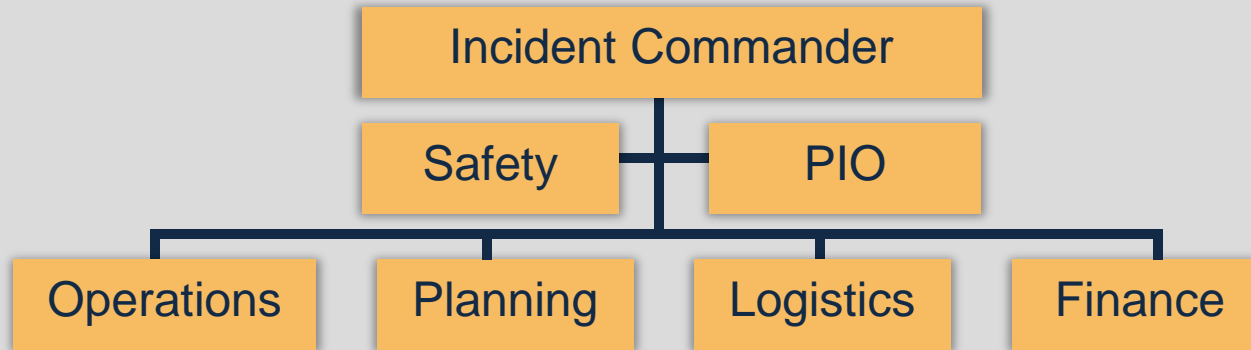 Incident Commander
Safety
PIO
Operations
Planning
Logistics
Finance